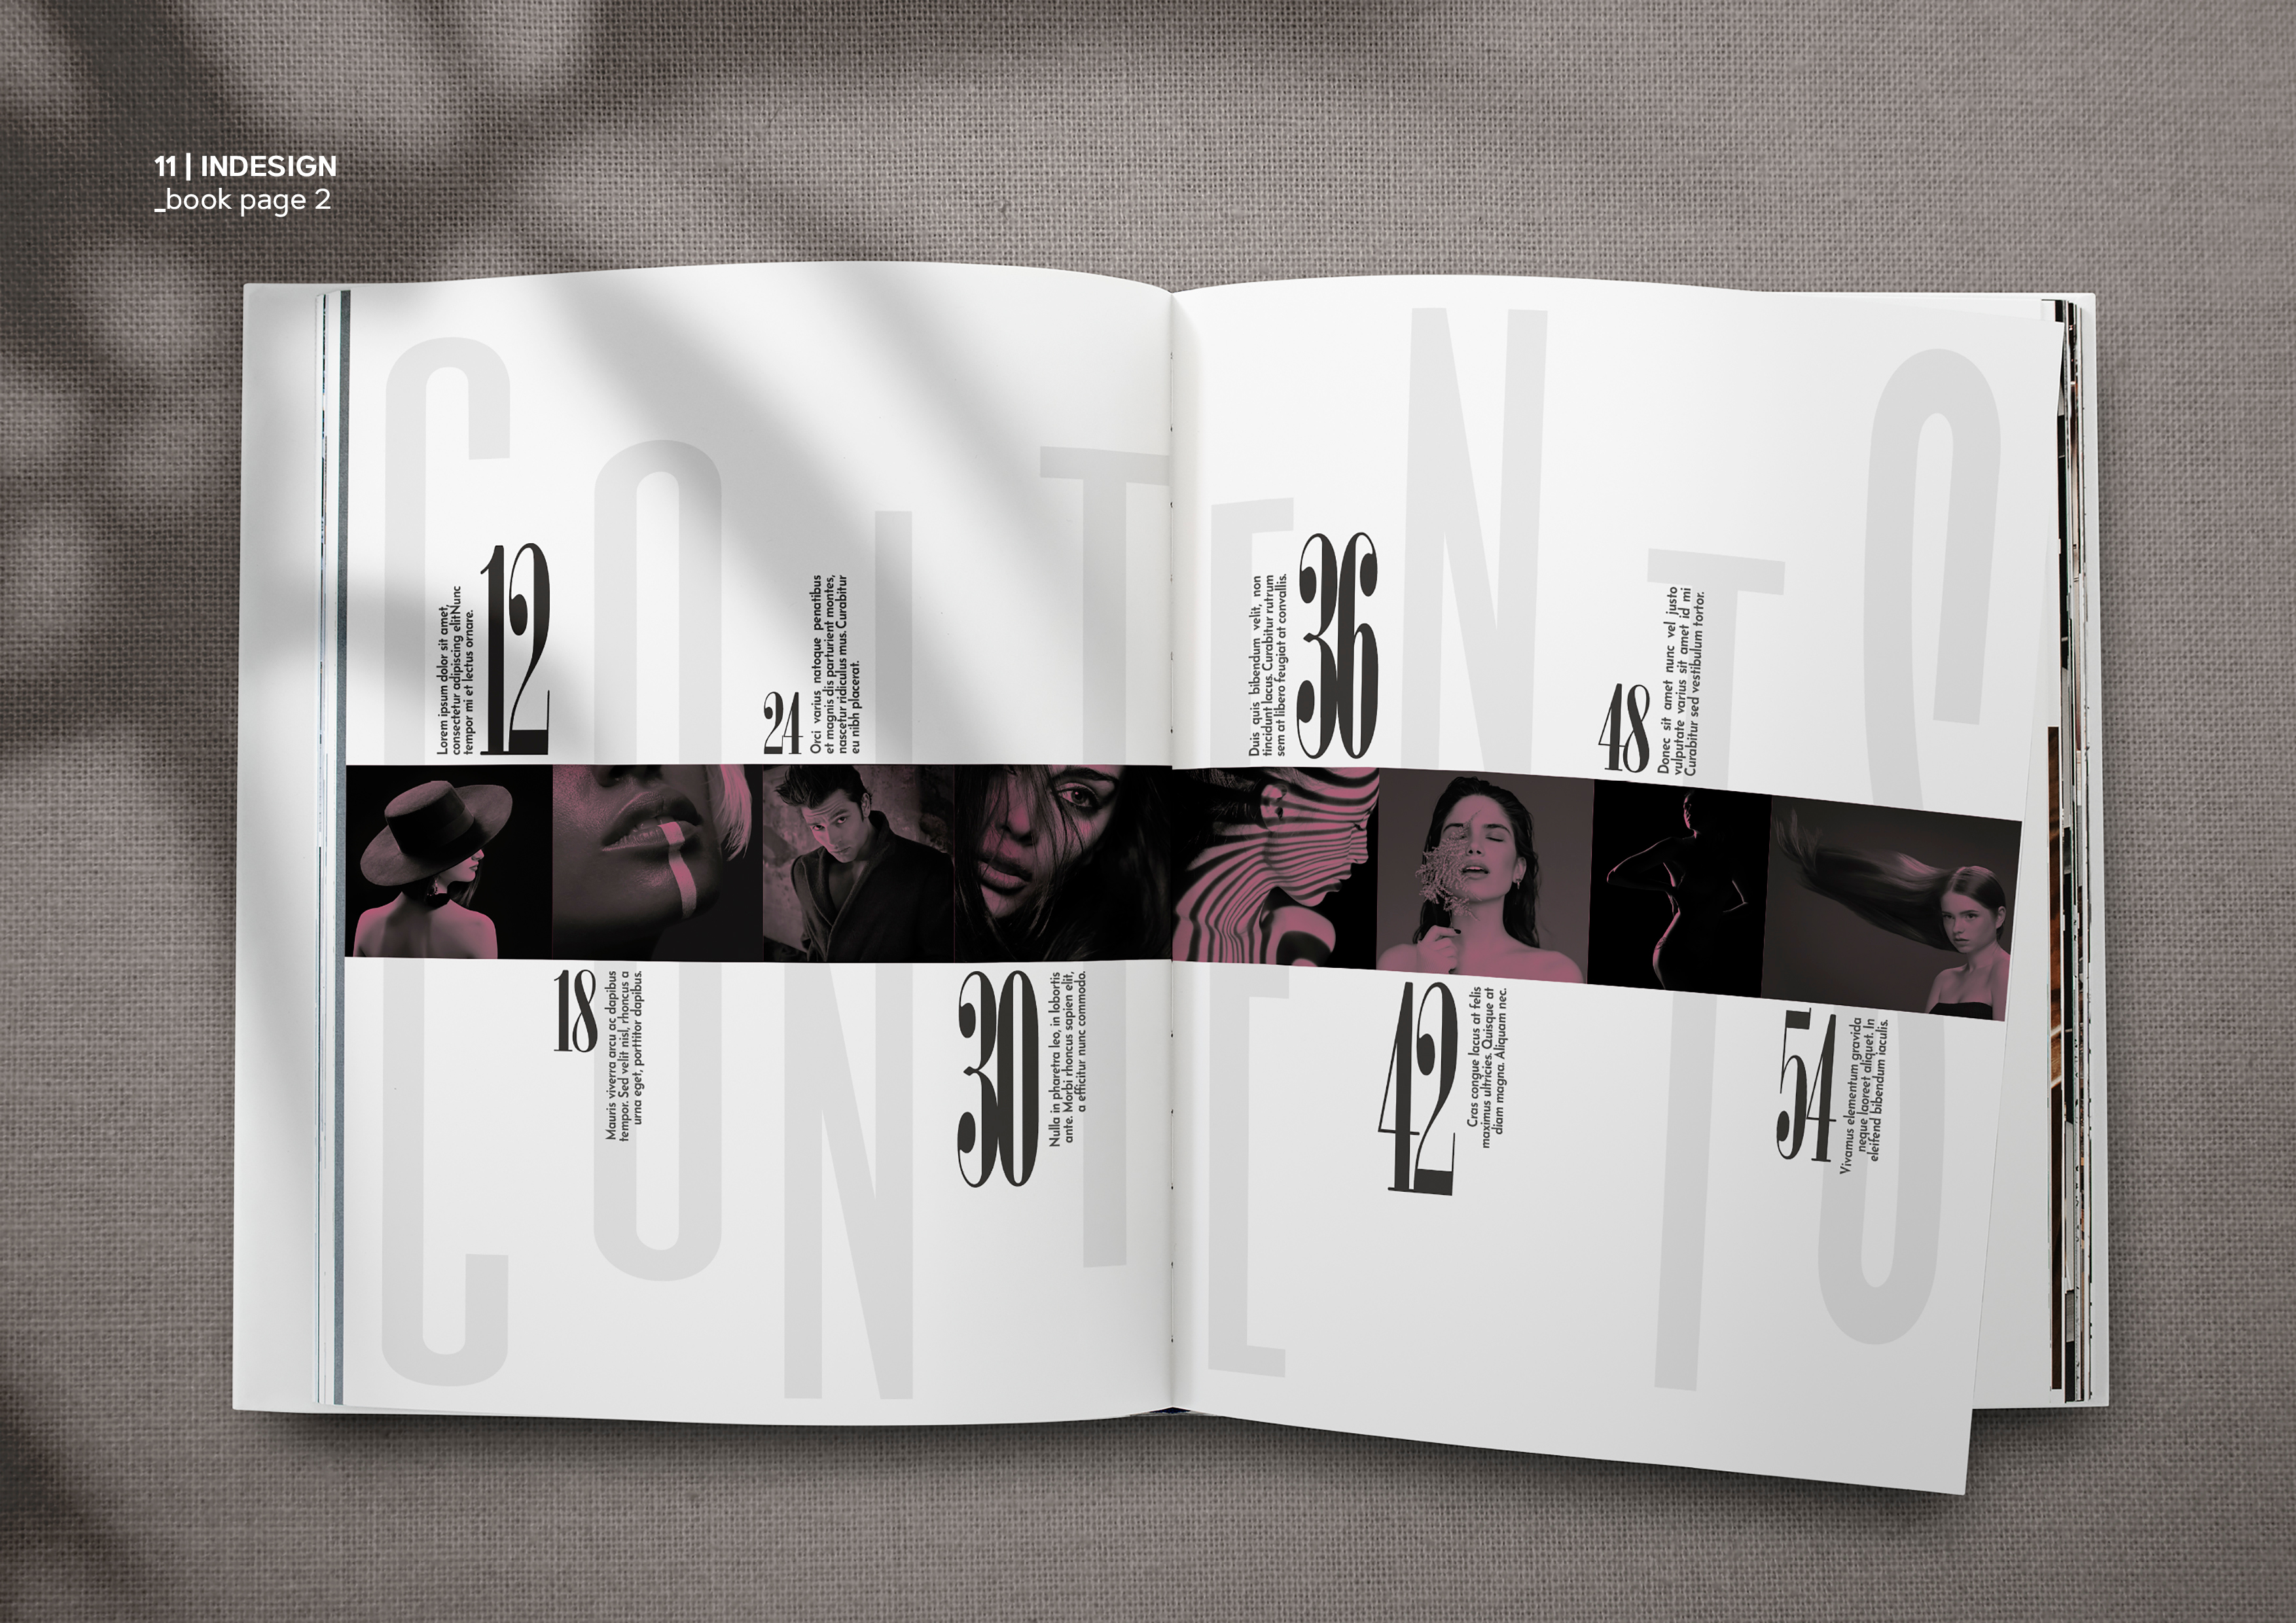 11 | INDESIGN
_book page 2
CONTENTS
Lorem ipsum dolor sit amet,
consectetur adipiscing elitNunc
tempor mi et lectus ornare.
12
24
Orci varius natoque penatibus
et magnis dis parturient montes,
nascetur ridiculus mus. Curabitur
eu nibh placerat.
Duis quis bibendum velit, non
tincidunt lacus. Curabitur rutrum
sem at libero feugiat at convallis.
36
48
Donec sit amet nunc vel justo
vulputate varius sit amet id mi
Curabitur sed vestibulum tortor.
18
Mauris viverra arcu ac dapibus
tempor. Sed velit nisl, rhoncus a
urna eget, porttitor dapibus.
30
Nulla in pharetra leo, in lobortis
ante. Morbi rhoncus sapien elit,
a efficitur nunc commodo.
42
Cras congue lacus at felis
maximus ultricies. Quisque at
diam magna. Aliquam nec.
54
Vivamus elementum gravida
neque laoreet aliquet. In
eleifend bibendum iaculis.